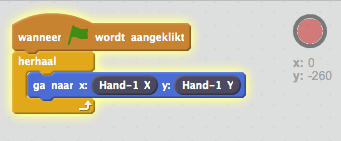 wanneer wordt aangeklikt
herhaal
ga naar x: Hand-1 X y: Hand-1 Y
x: 0
y: -260